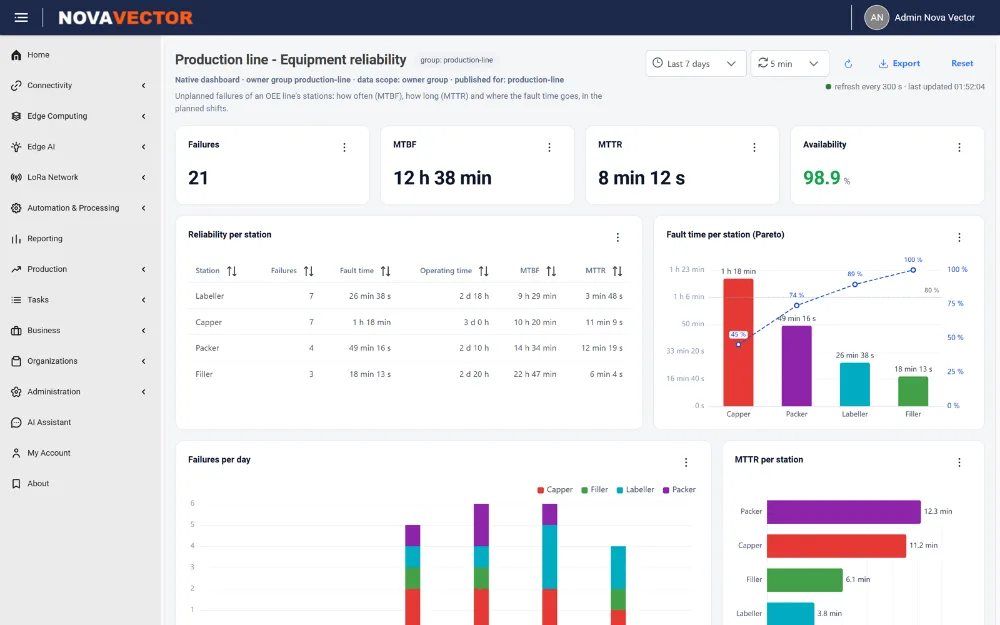 NOVAVECTOR
AN Admin Nova Vector
Home
Connectivity
Edge Computing
Edge AI
LoRa Network
Automation & Processing
Reporting
Production
Tasks
Business
Organizations
Administration
AI Assistant
My Account
About
Production line - Equipment reliability group: production-line
Native dashboard · owner group production-line · data scope: owner group · published for: production-line
Unplanned failures of an OEE line's stations: how often (MTBF), how long (MTTR) and where the fault time goes, in the
planned shifts.
Last 7 days 5 min Export Reset
refresh every 300 s · last updated 01:52:04
Failures
21
MTBF
12 h 38 min
MTTR
8 min 12 s
Availability
98.9 %
Reliability per station
Station Failures Fault time Operating time MTBF MTTR
Labeller 7 26 min 38 s 2 d 18 h 9 h 29 min 3 min 48 s
Capper 7 1 h 18 min 3 d 0 h 10 h 20 min 11 min 9 s
Packer 4 49 min 16 s 2 d 10 h 14 h 34 min 12 min 19 s
Filler 3 18 min 13 s 2 d 20 h 22 h 47 min 6 min 4 s
Fault time per station (Pareto)
1 h 23 min
1 h 6 min
50 min
33 min 20 s
16 min 40 s
0 s
1 h 18 min
49 min 16 s
26 min 38 s
18 min 13 s
45 %
74 %
89 %
100 %
80 %
100 %
75 %
50 %
25 %
0 %
Capper Packer Labeller Filler
Failures per day
Capper Filler Labeller Packer
6
5
4
3
2
1
MTTR per station
Packer 12.3 min
Capper 11.2 min
Filler 6.1 min
Labeller 3.8 min